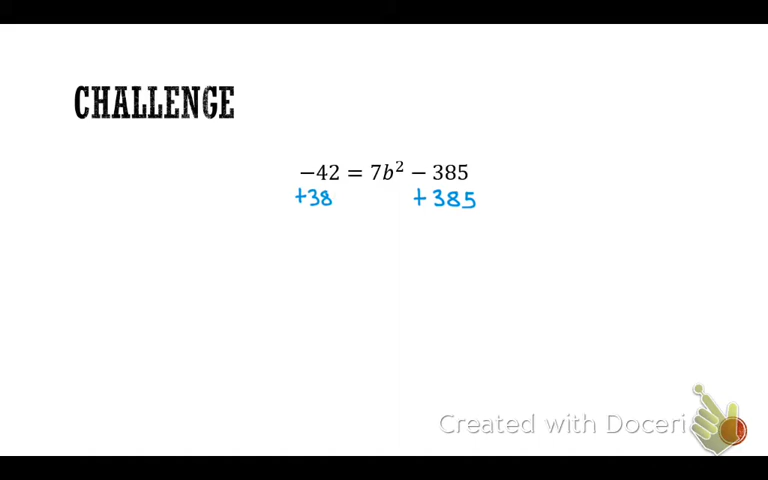 CHALLENGE
−42 = 7b² − 385
+38 + 385
Created with Doceri